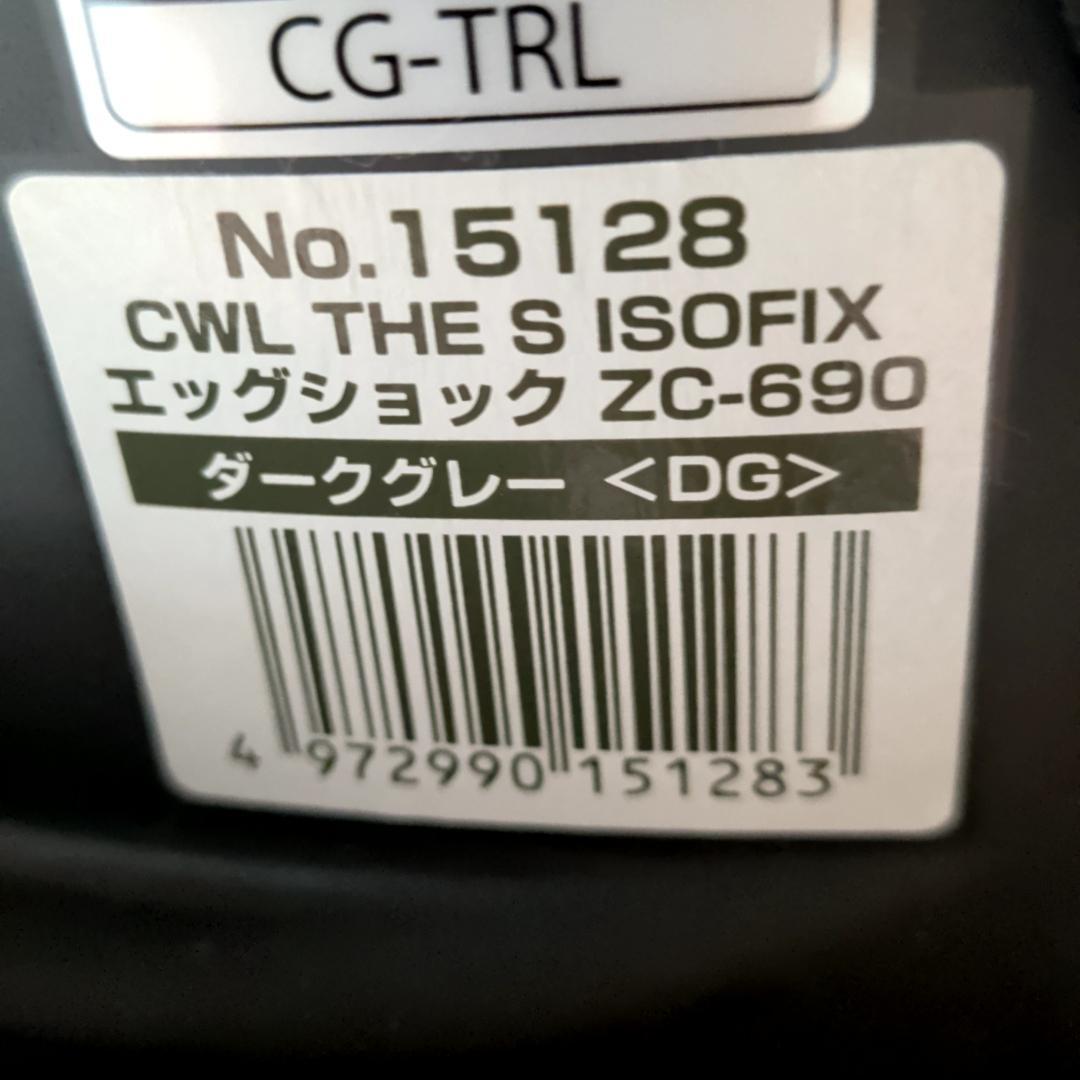 CG-TRL
No.15128
CWL THE S ISOFIX
エッグショック ZC-690
ダークグレー <DG>
4 972990 151283